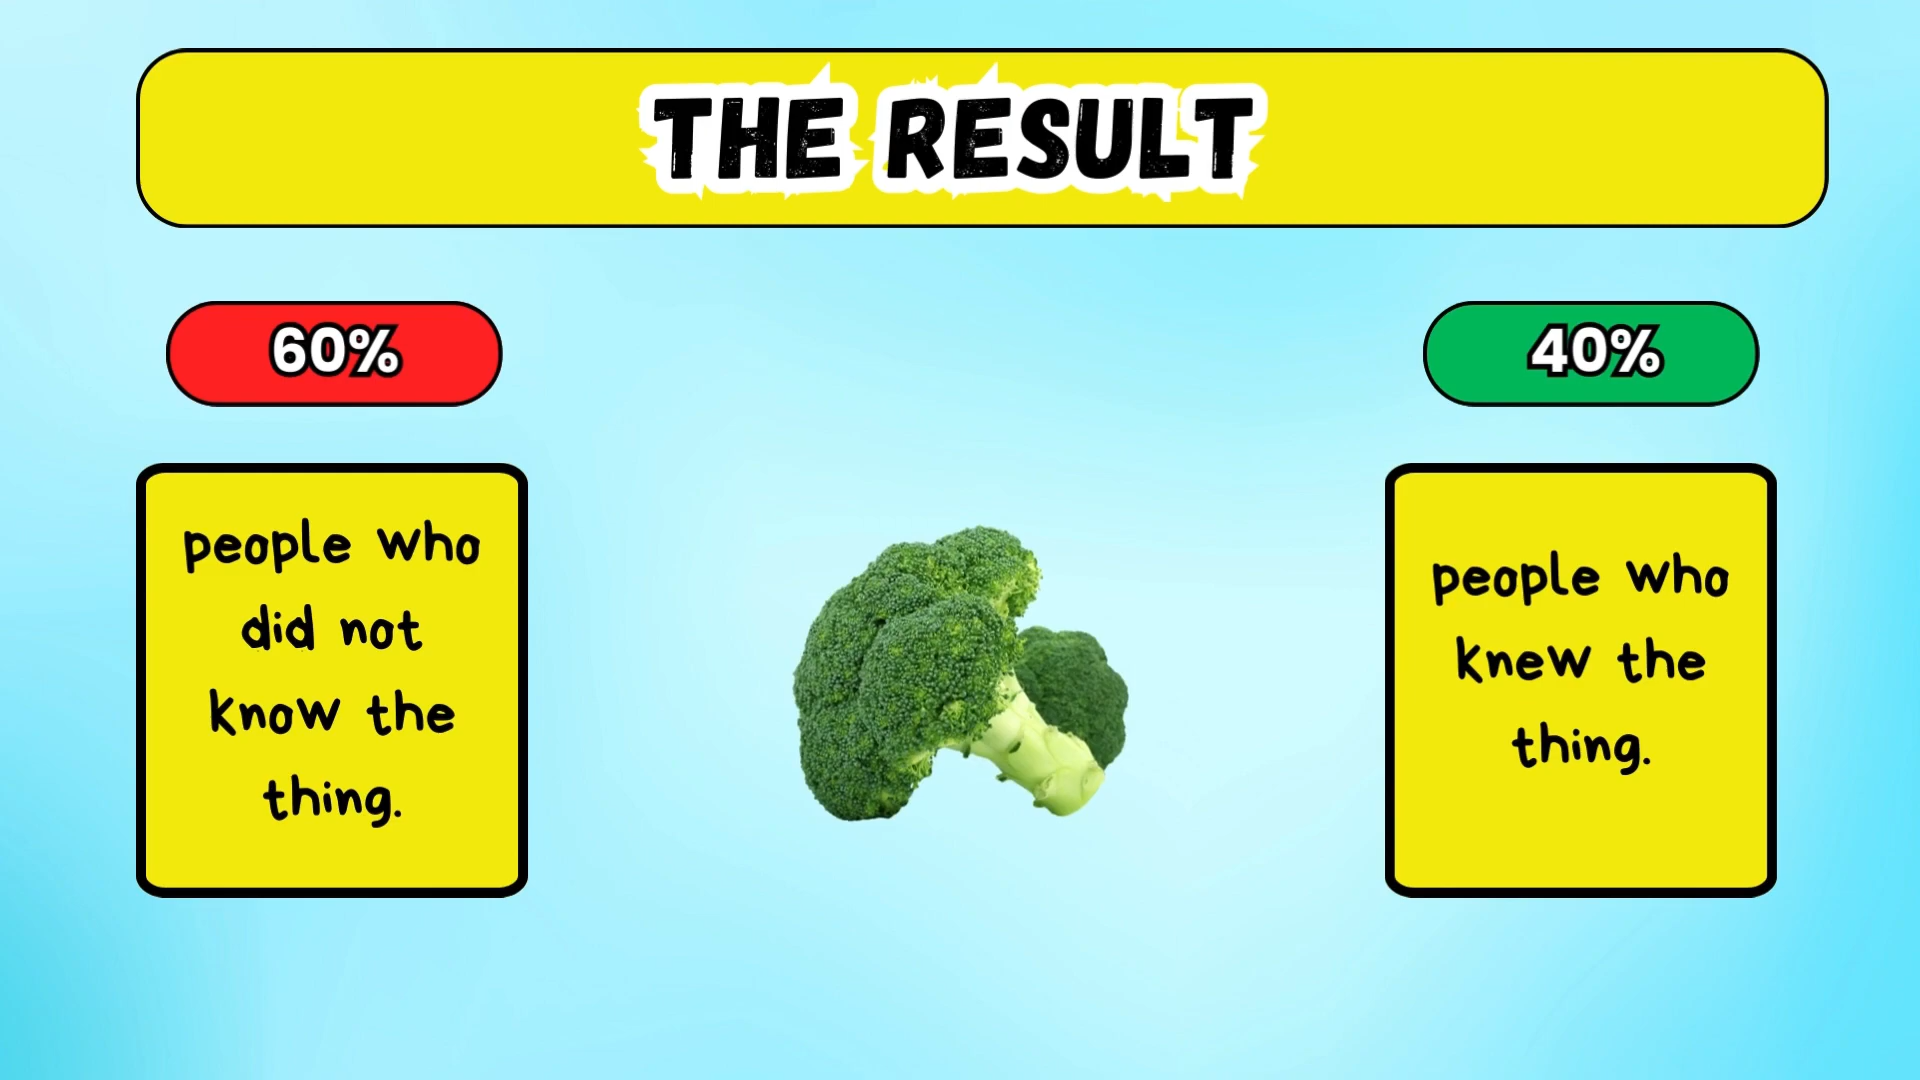 THE RESULT
60%
40%
people who
did not
know the
thing.
people who
knew the
thing.